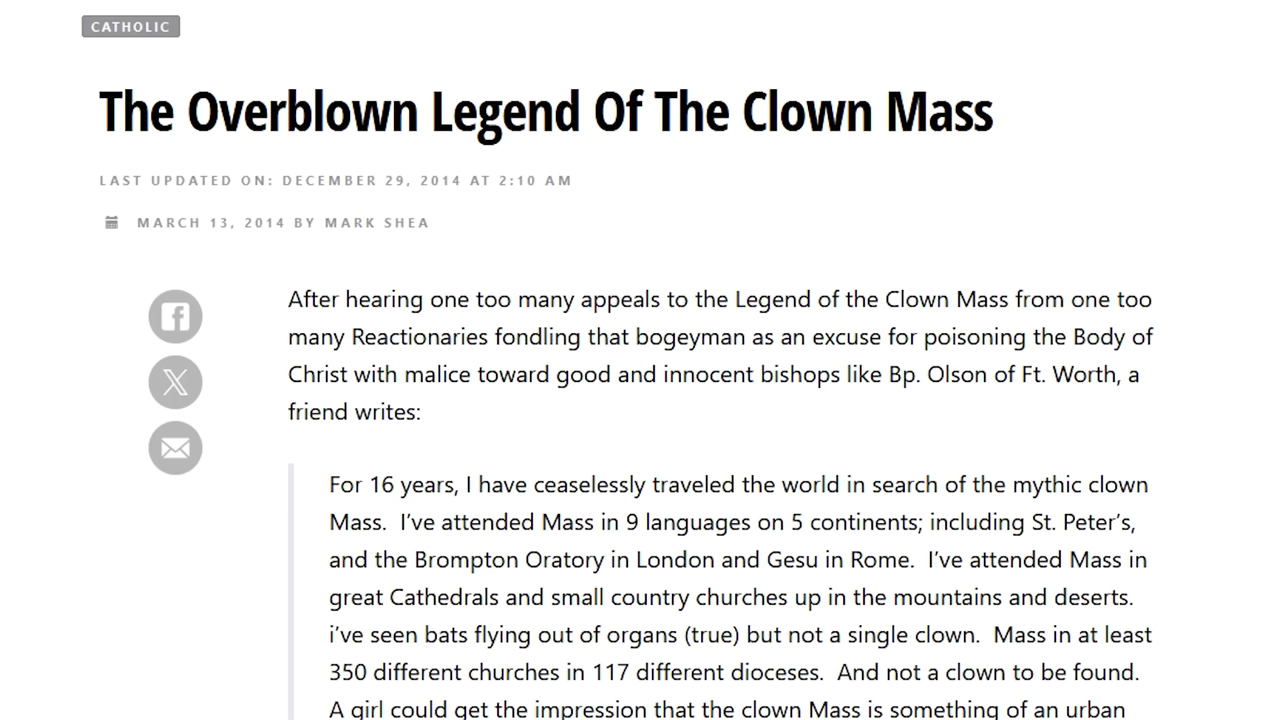 CATHOLIC
The Overblown Legend Of The Clown Mass
LAST UPDATED ON: DECEMBER 29, 2014 AT 2:10 AM
MARCH 13, 2014 BY MARK SHEA
After hearing one too many appeals to the Legend of the Clown Mass from one too
many Reactionaries fondling that bogeyman as an excuse for poisoning the Body of
Christ with malice toward good and innocent bishops like Bp. Olson of Ft. Worth, a
friend writes:
For 16 years, I have ceaselessly traveled the world in search of the mythic clown
Mass.  I’ve attended Mass in 9 languages on 5 continents; including St. Peter’s,
and the Brompton Oratory in London and Gesu in Rome.  I’ve attended Mass in
great Cathedrals and small country churches up in the mountains and deserts.
i’ve seen bats flying out of organs (true) but not a single clown.  Mass in at least
350 different churches in 117 different dioceses.  And not a clown to be found.
A girl could get the impression that the clown Mass is something of an urban